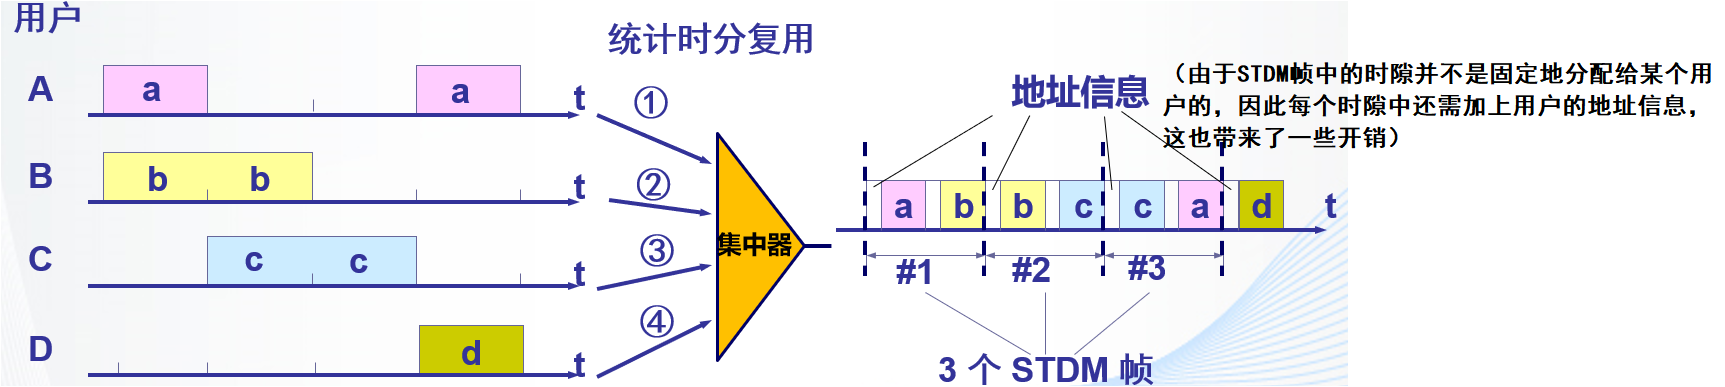 用户
统计时分复用
A a a t
①
B b b t
②
C c c t
③
D d t
④
集中器
地址信息
（由于STDM帧中的时隙并不是固定地分配给某个用
户的，因此每个时隙中还需加上用户的地址信息，
这也带来了一些开销）
a b b c c a d t
#1 #2 #3
3 个 STDM 帧